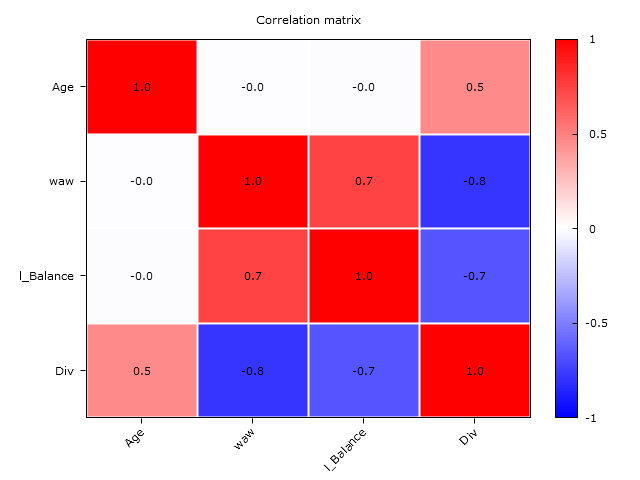 Correlation matrix
1
Age 1.0 -0.0 -0.0 0.5
0.5
waw -0.0 1.0 0.7 -0.8
0
l_Balance -0.0 0.7 1.0 -0.7
-0.5
Div 0.5 -0.8 -0.7 1.0
-1
Age waw l_Balance Div